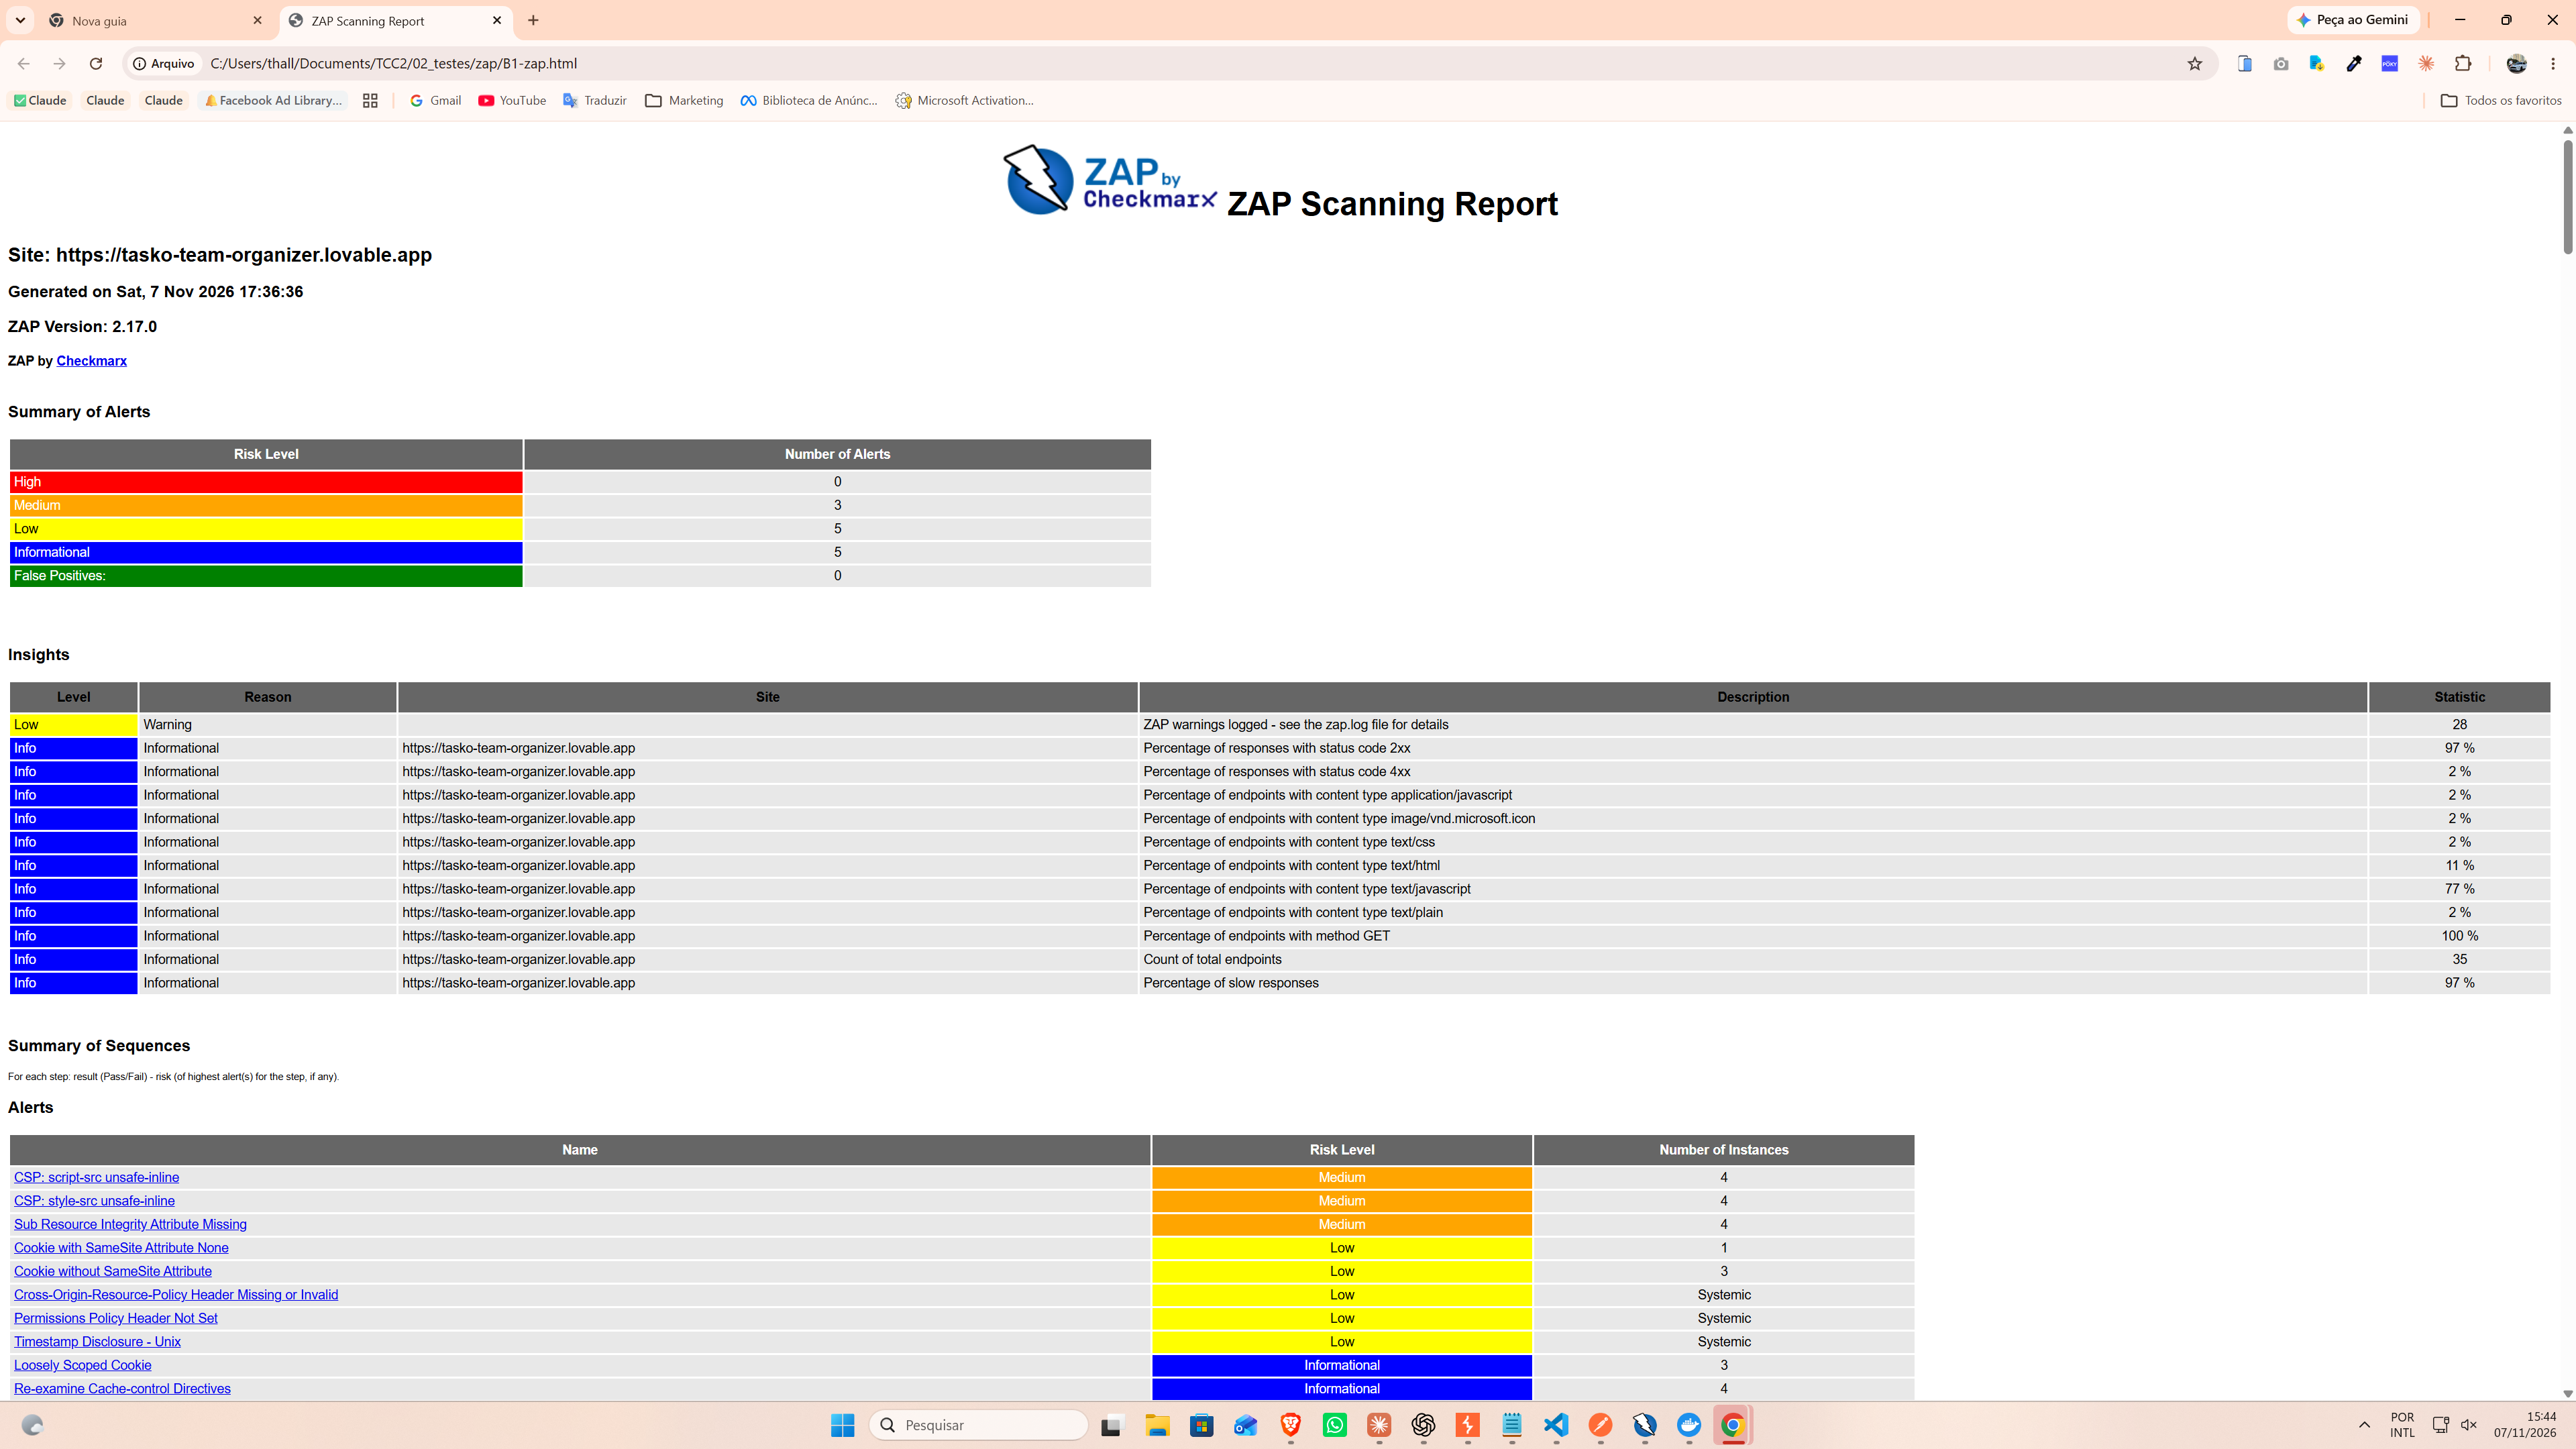 Nova guia
ZAP Scanning Report
Peça ao Gemini
Arquivo C:/Users/thall/Documents/TCC2/02_testes/zap/B1-zap.html
Claude Claude Claude Facebook Ad Library... Gmail YouTube Traduzir Marketing Biblioteca de Anúnc... Microsoft Activation... Todos os favoritos
ZAP by Checkmarx ZAP Scanning Report
Site: https://tasko-team-organizer.lovable.app
Generated on Sat, 7 Nov 2026 17:36:36
ZAP Version: 2.17.0
ZAP by Checkmarx
Summary of Alerts
Risk Level Number of Alerts
High 0
Medium 3
Low 5
Informational 5
False Positives: 0
Insights
Level Reason Site Description Statistic
Low Warning ZAP warnings logged - see the zap.log file for details 28
Info Informational https://tasko-team-organizer.lovable.app Percentage of responses with status code 2xx 97 %
Info Informational https://tasko-team-organizer.lovable.app Percentage of responses with status code 4xx 2 %
Info Informational https://tasko-team-organizer.lovable.app Percentage of endpoints with content type application/javascript 2 %
Info Informational https://tasko-team-organizer.lovable.app Percentage of endpoints with content type image/vnd.microsoft.icon 2 %
Info Informational https://tasko-team-organizer.lovable.app Percentage of endpoints with content type text/css 2 %
Info Informational https://tasko-team-organizer.lovable.app Percentage of endpoints with content type text/html 11 %
Info Informational https://tasko-team-organizer.lovable.app Percentage of endpoints with content type text/javascript 77 %
Info Informational https://tasko-team-organizer.lovable.app Percentage of endpoints with content type text/plain 2 %
Info Informational https://tasko-team-organizer.lovable.app Percentage of endpoints with method GET 100 %
Info Informational https://tasko-team-organizer.lovable.app Count of total endpoints 35
Info Informational https://tasko-team-organizer.lovable.app Percentage of slow responses 97 %
Summary of Sequences
For each step: result (Pass/Fail) - risk (of highest alert(s) for the step, if any).
Alerts
Name Risk Level Number of Instances
CSP: script-src unsafe-inline Medium 4
CSP: style-src unsafe-inline Medium 4
Sub Resource Integrity Attribute Missing Medium 4
Cookie with SameSite Attribute None Low 1
Cookie without SameSite Attribute Low 3
Cross-Origin-Resource-Policy Header Missing or Invalid Low Systemic
Permissions Policy Header Not Set Low Systemic
Timestamp Disclosure - Unix Low Systemic
Loosely Scoped Cookie Informational 3
Re-examine Cache-control Directives Informational 4
Pesquisar
POR
INTL
15:44
07/11/2026